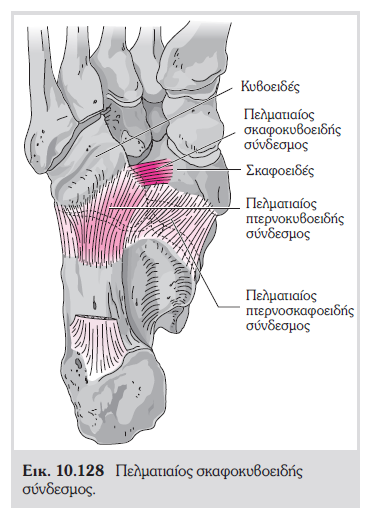 Κυβοειδές
Πελματιαίος
σκαφοκυβοειδής
σύνδεσμος
Σκαφοειδές
Πελματιαίος
πτερνοκυβοειδής
σύνδεσμος
Πελματιαίος
πτερνοσκαφοειδής
σύνδεσμος
Εικ. 10.128 Πελματιαίος σκαφοκυβοειδής
σύνδεσμος.